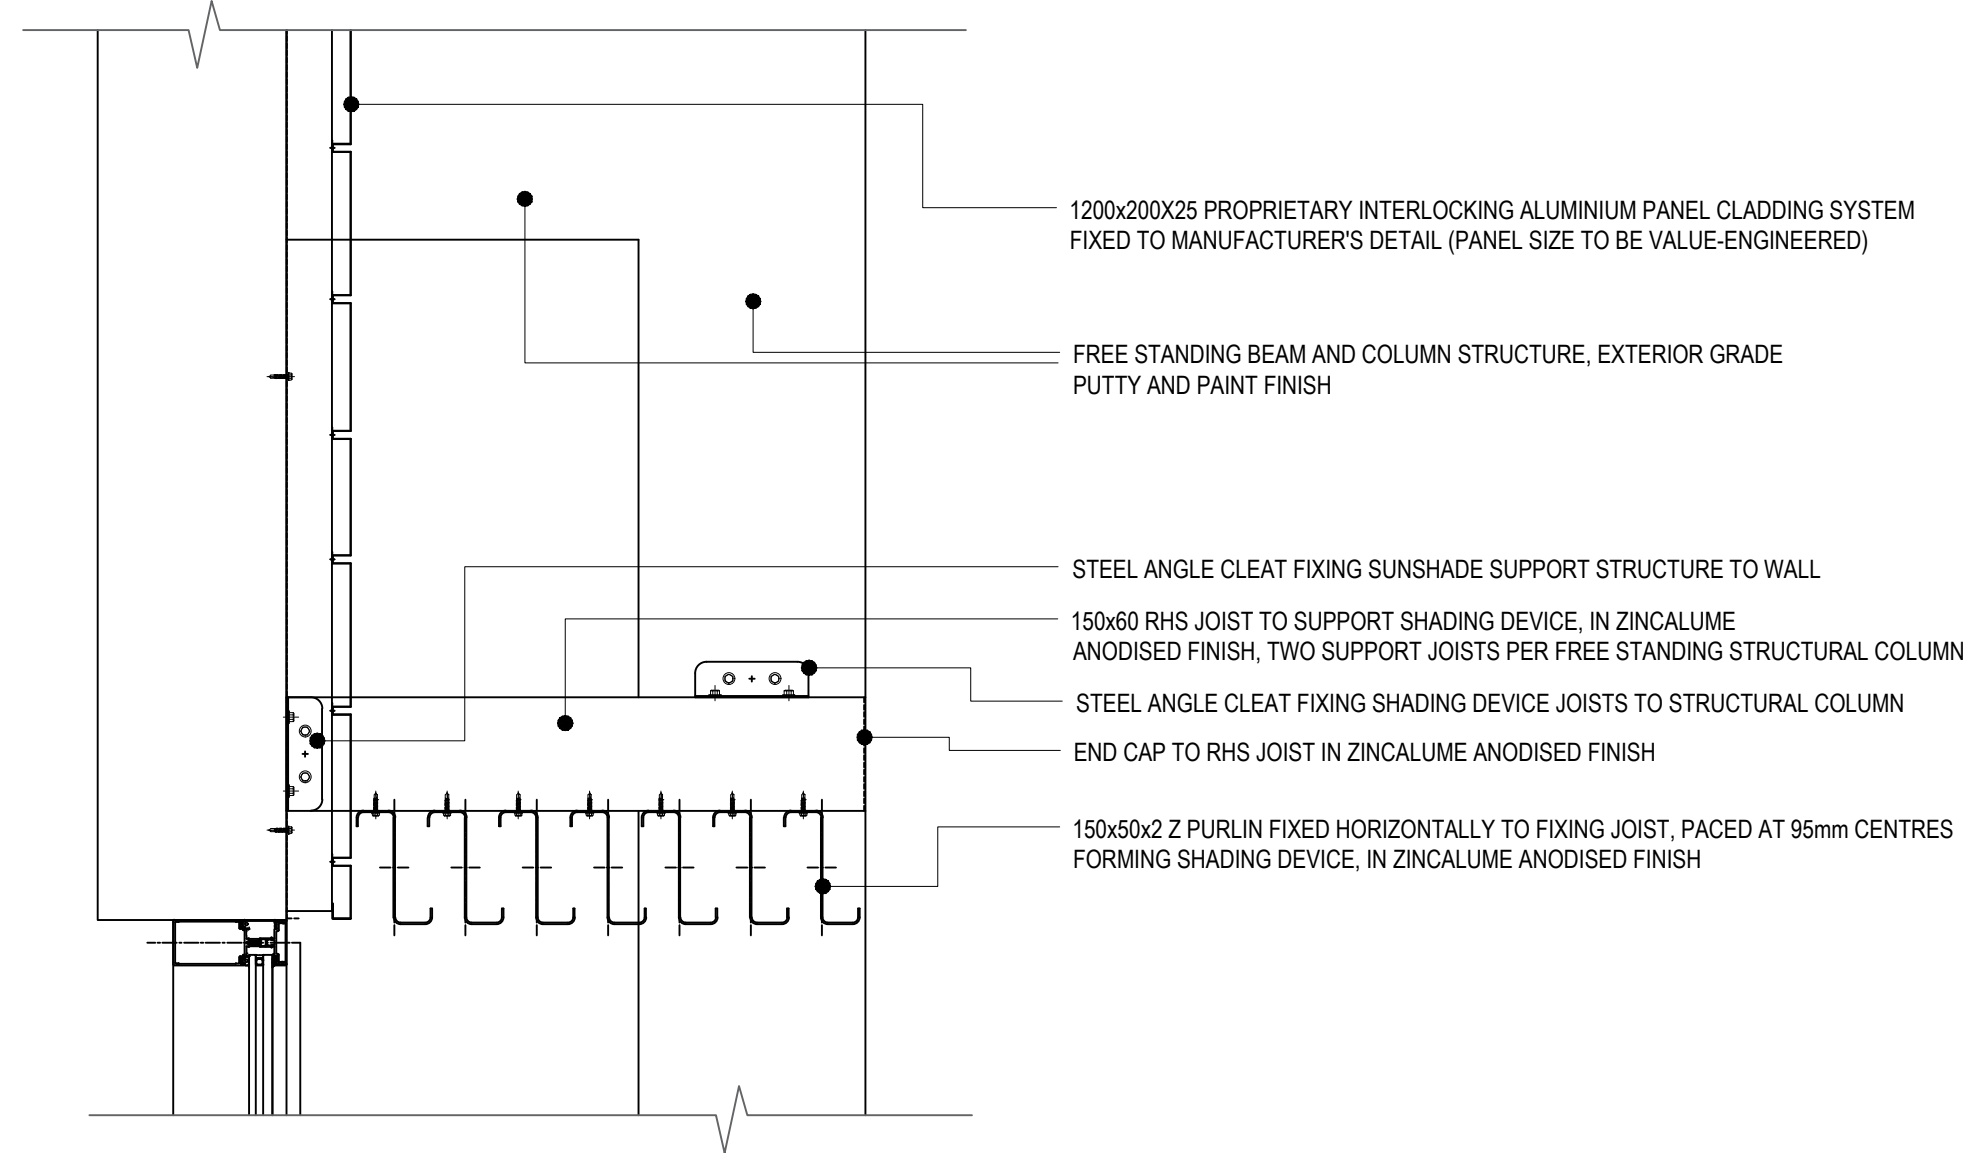 1200x200X25 PROPRIETARY INTERLOCKING ALUMINIUM PANEL CLADDING SYSTEM
FIXED TO MANUFACTURER'S DETAIL (PANEL SIZE TO BE VALUE-ENGINEERED)
FREE STANDING BEAM AND COLUMN STRUCTURE, EXTERIOR GRADE
PUTTY AND PAINT FINISH
STEEL ANGLE CLEAT FIXING SUNSHADE SUPPORT STRUCTURE TO WALL
150x60 RHS JOIST TO SUPPORT SHADING DEVICE, IN ZINCALUME
ANODISED FINISH, TWO SUPPORT JOISTS PER FREE STANDING STRUCTURAL COLUMN
STEEL ANGLE CLEAT FIXING SHADING DEVICE JOISTS TO STRUCTURAL COLUMN
END CAP TO RHS JOIST IN ZINCALUME ANODISED FINISH
150x50x2 Z PURLIN FIXED HORIZONTALLY TO FIXING JOIST, PACED AT 95mm CENTRES
FORMING SHADING DEVICE, IN ZINCALUME ANODISED FINISH